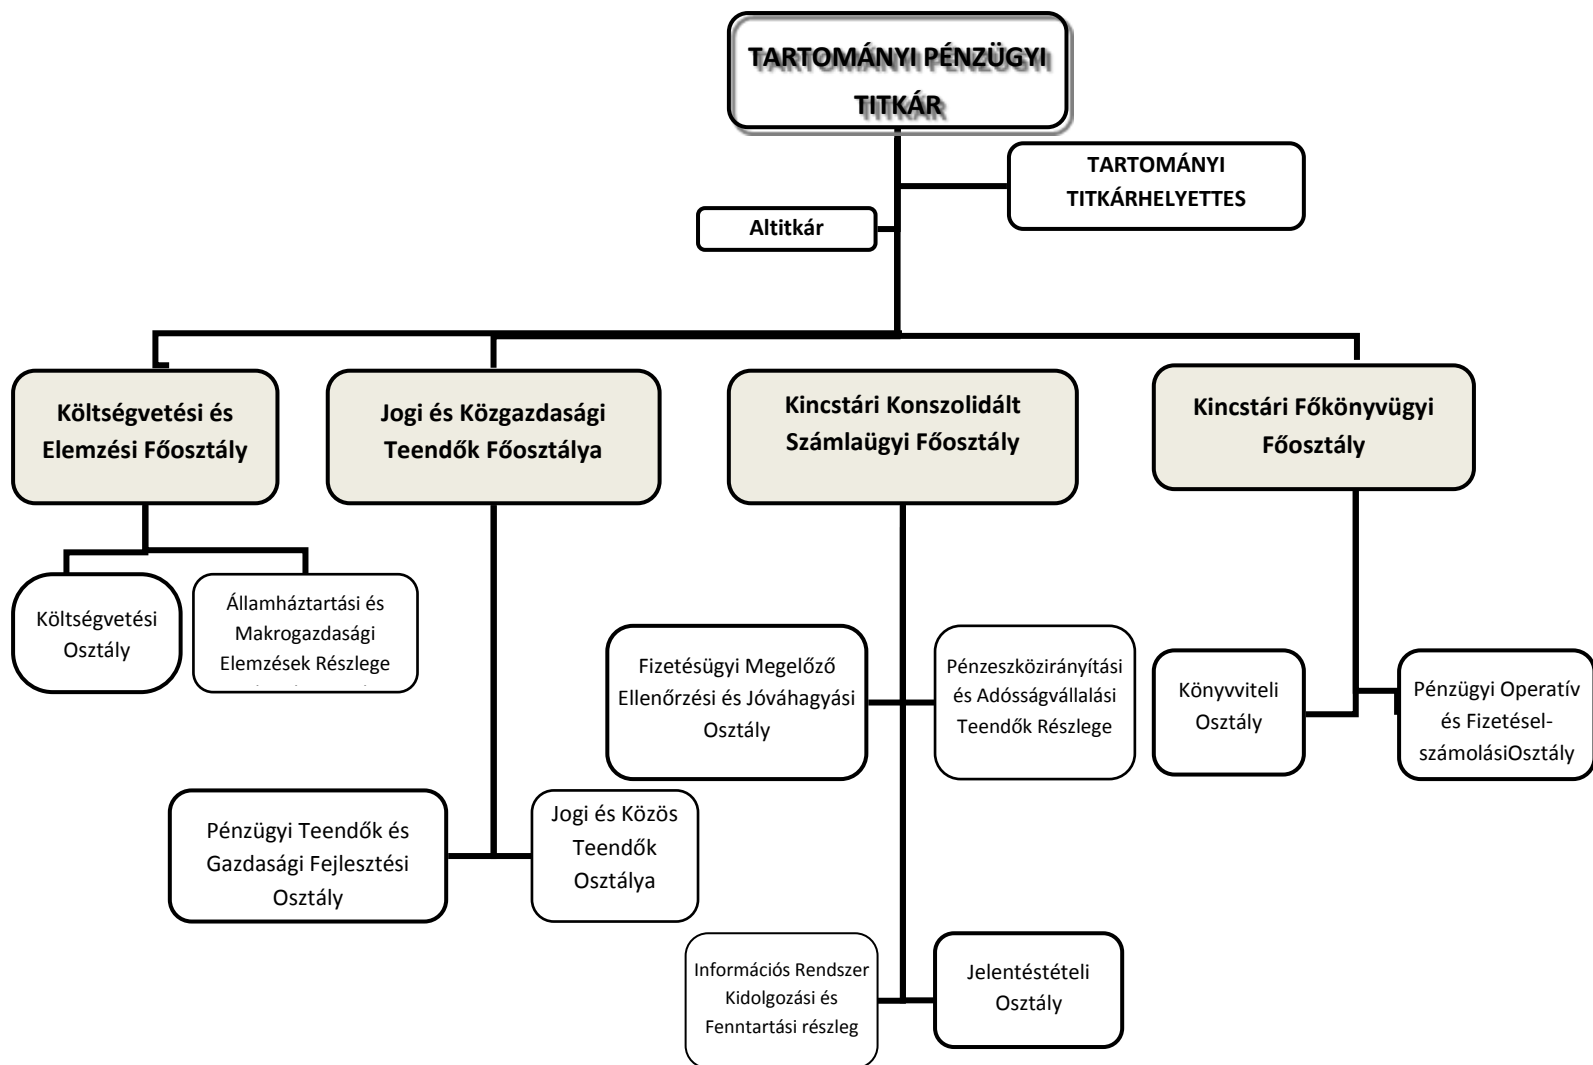 TARTOMÁNYI PÉNZÜGYI
TITKÁR
TARTOMÁNYI
TITKÁRHELYETTES
Altitkár
Költségvetési és
Elemzési Főosztály
Jogi és Közgazdasági
Teendők Főosztálya
Kincstári Konszolidált
Számlaügyi Főosztály
Kincstári Főkönyvügyi
Főosztály
Költségvetési
Osztály
Államháztartási és
Makrogazdasági
Elemzések Részlege
Fizetésügyi Megelőző
Ellenőrzési és Jóváhagyási
Osztály
Pénzeszközirányítási
és Adósságvállalási
Teendők Részlege
Könyvviteli
Osztály
Pénzügyi Operatív
és Fizetésel-
számolásiOsztály
Pénzügyi Teendők és
Gazdasági Fejlesztési
Osztály
Jogi és Közös
Teendők
Osztálya
Információs Rendszer
Kidolgozási és
Fenntartási részleg
Jelentéstételi
Osztály